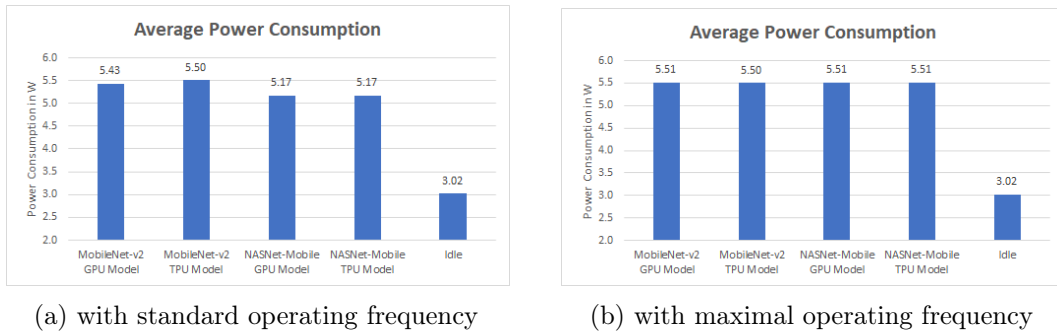 Average Power Consumption
6.0
5.5
5.0
4.5
4.0
3.5
3.0
2.5
2.0
Power Consumption in W
5.43
5.50
5.17
5.17
3.02
MobileNet-v2 GPU Model
MobileNet-v2 TPU Model
NASNet-Mobile GPU Model
NASNet-Mobile TPU Model
Idle
(a) with standard operating frequency
Average Power Consumption
6.0
5.5
5.0
4.5
4.0
3.5
3.0
2.5
2.0
Power Consumption in W
5.51
5.50
5.51
5.51
3.02
MobileNet-v2 GPU Model
MobileNet-v2 TPU Model
NASNet-Mobile GPU Model
NASNet-Mobile TPU Model
Idle
(b) with maximal operating frequency